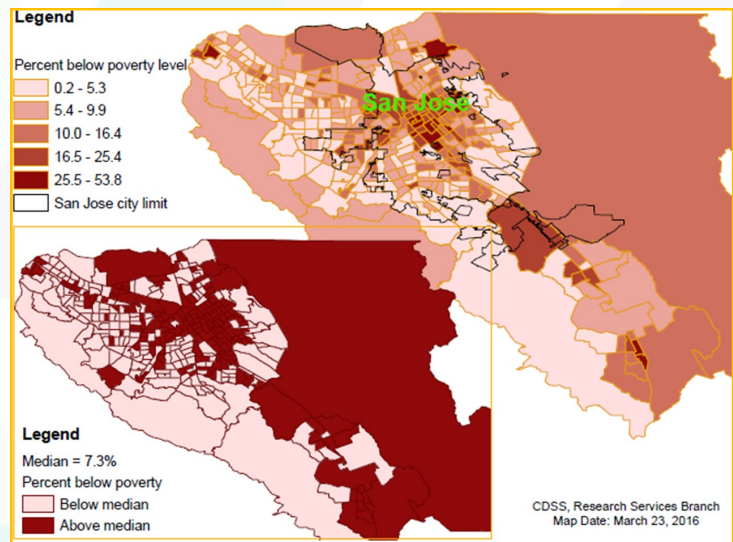 Legend
Percent below poverty level
0.2 - 5.3
5.4 - 9.9
10.0 - 16.4
16.5 - 25.4
25.5 - 53.8
San Jose city limit
San Jose
Legend
Median = 7.3%
Percent below poverty
Below median
Above median
CDSS, Research Services Branch
Map Date: March 23, 2016